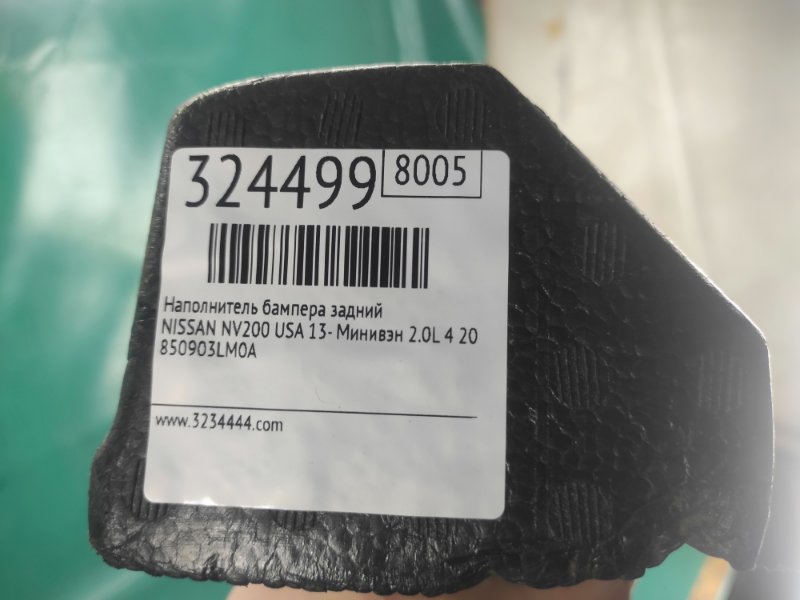 324499 8005
Наполнитель бампера задний
NISSAN NV200 USA 13- Минивэн 2.0L 4 20
850903LM0A
www.3234444.com